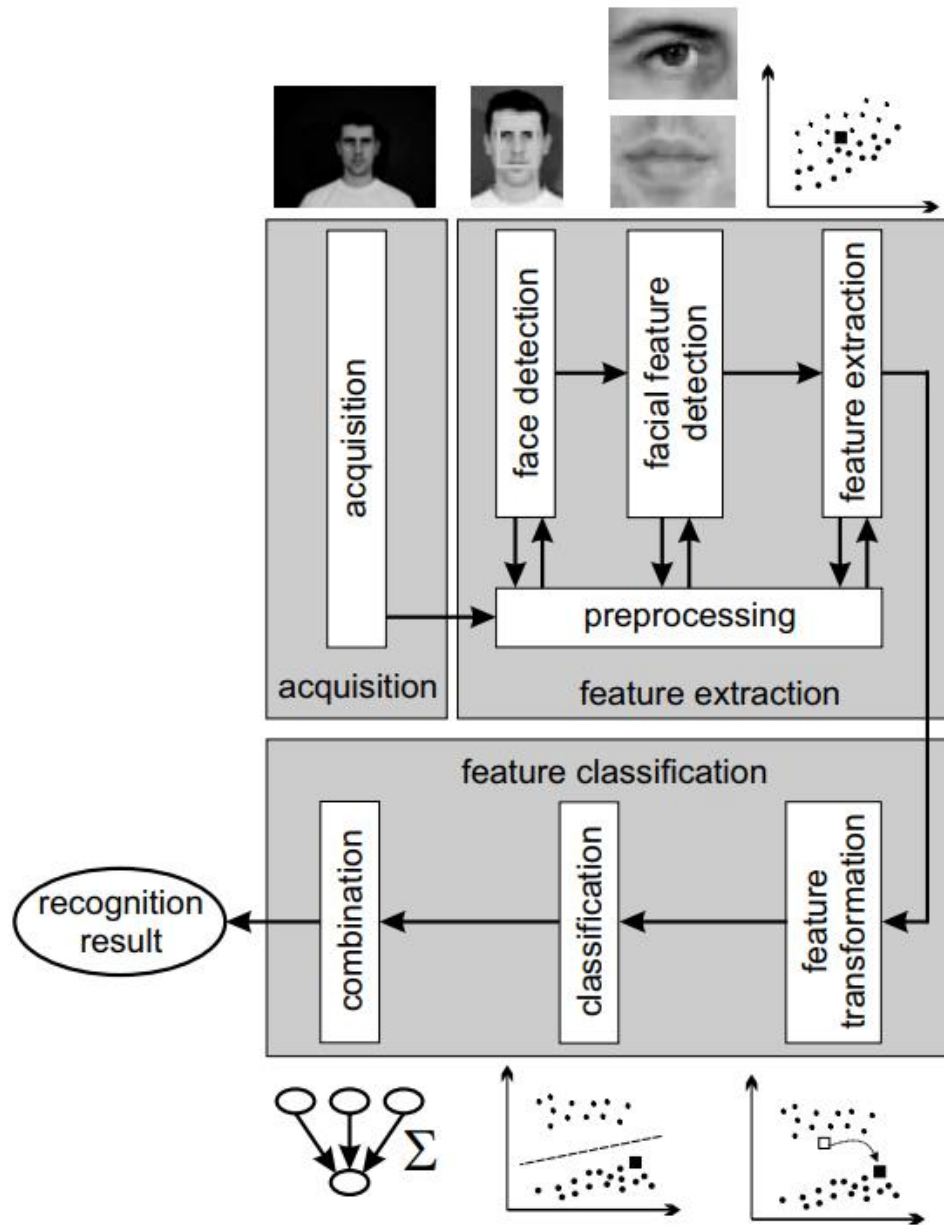 acquisition
face detection
facial feature
detection
feature extraction
preprocessing
acquisition
feature extraction
feature classification
recognition
result
combination
classification
feature
transformation
Σ